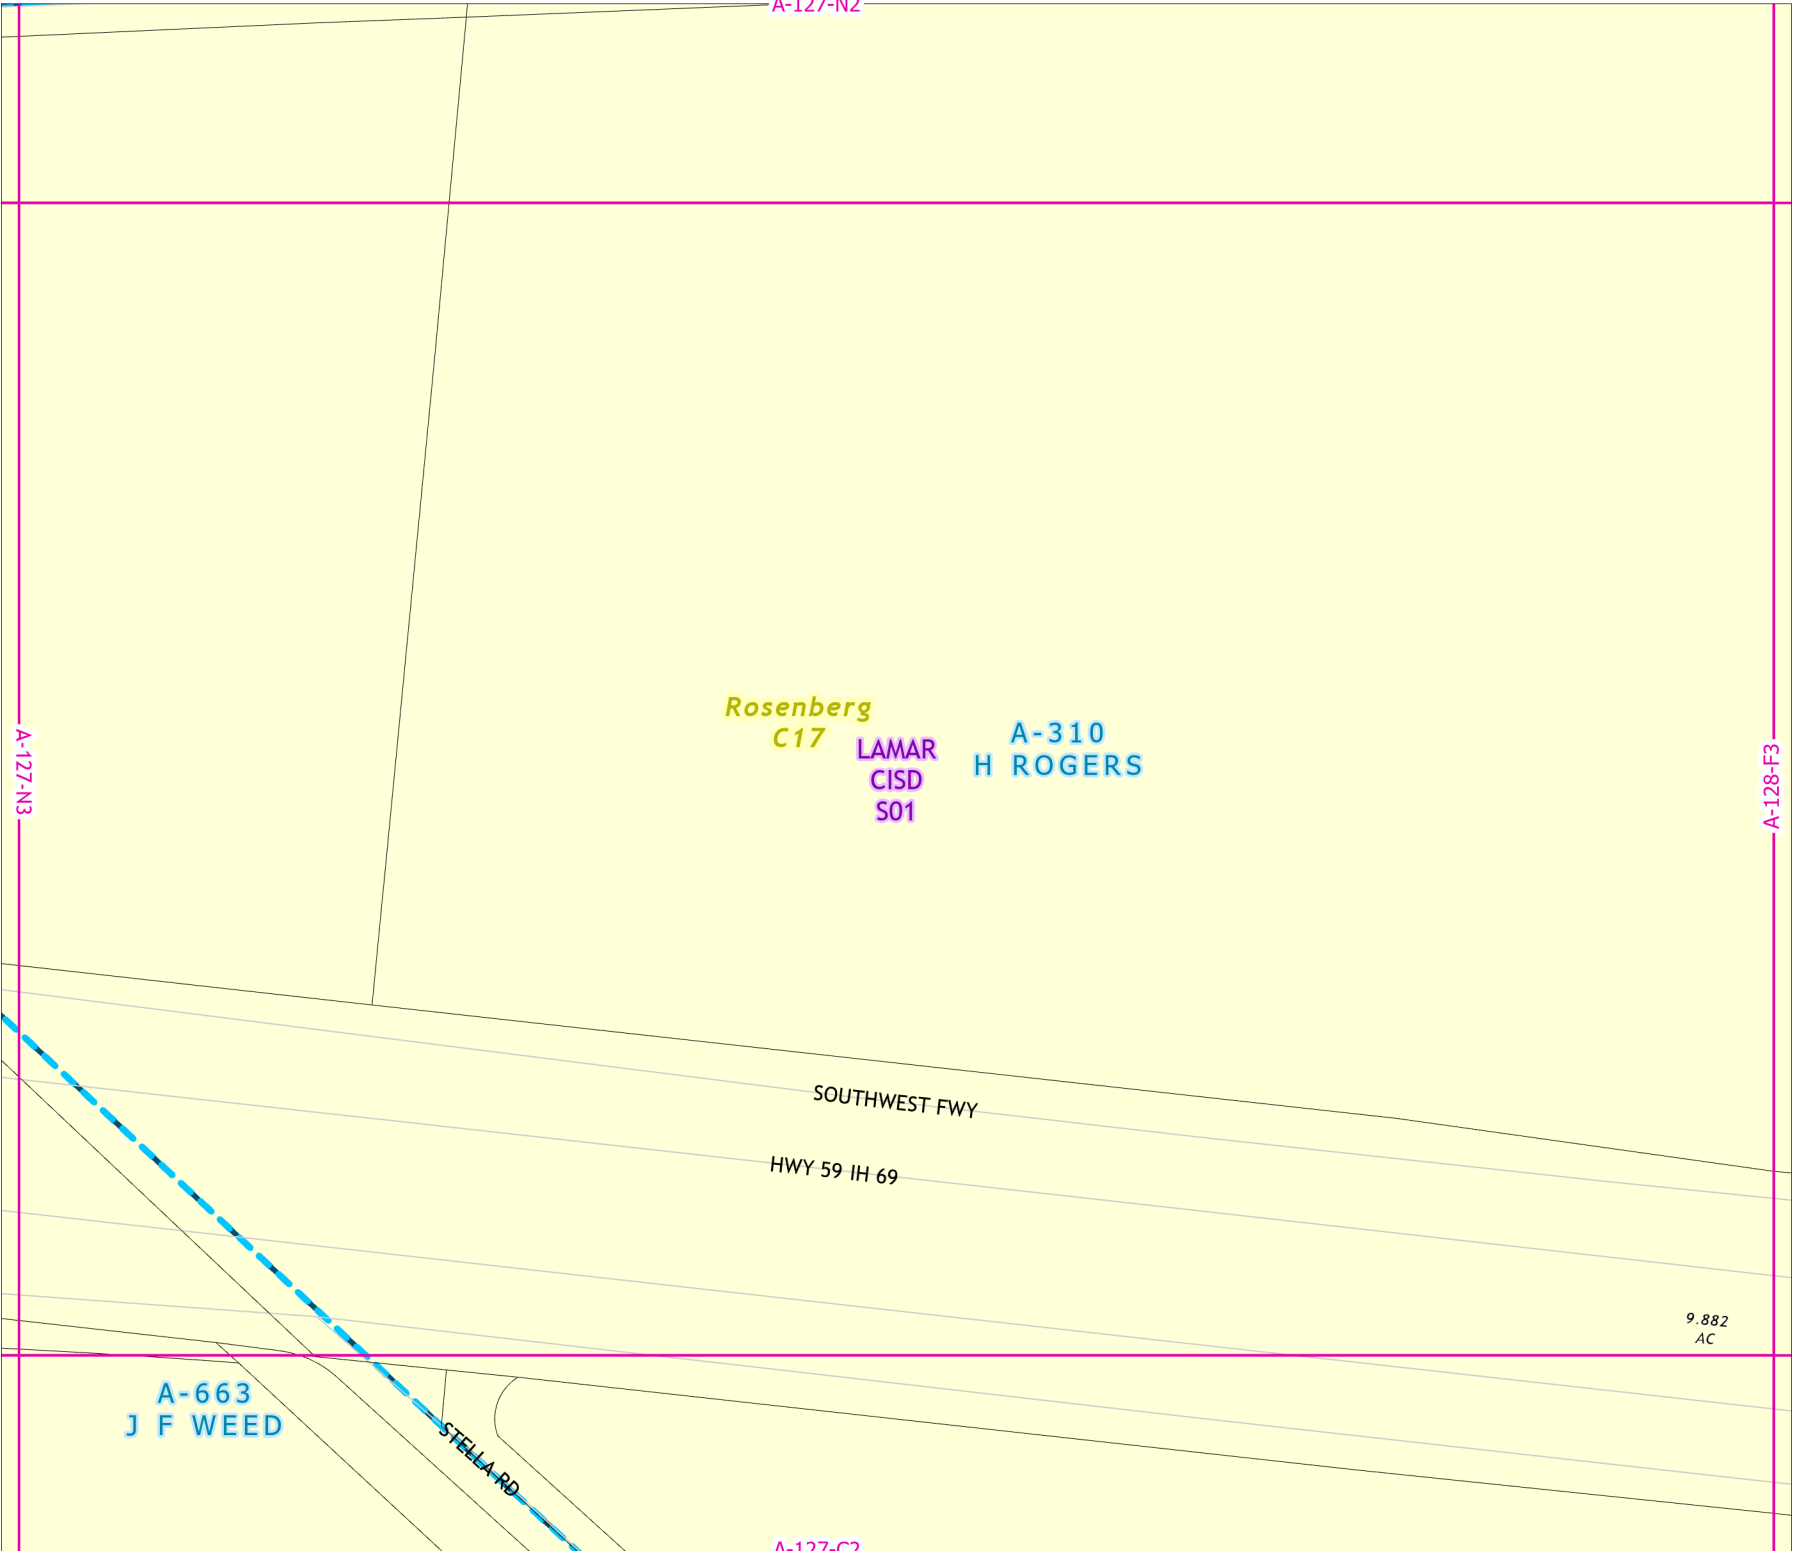 A-127-N2
Rosenberg
C17
LAMAR
CISD
S01
A-310
H ROGERS
A-127-N3
A-128-F3
SOUTHWEST FWY
HWY 59 IH 69
9.882
AC
A-663
J F WEED
STELLA RD
A-127-C2